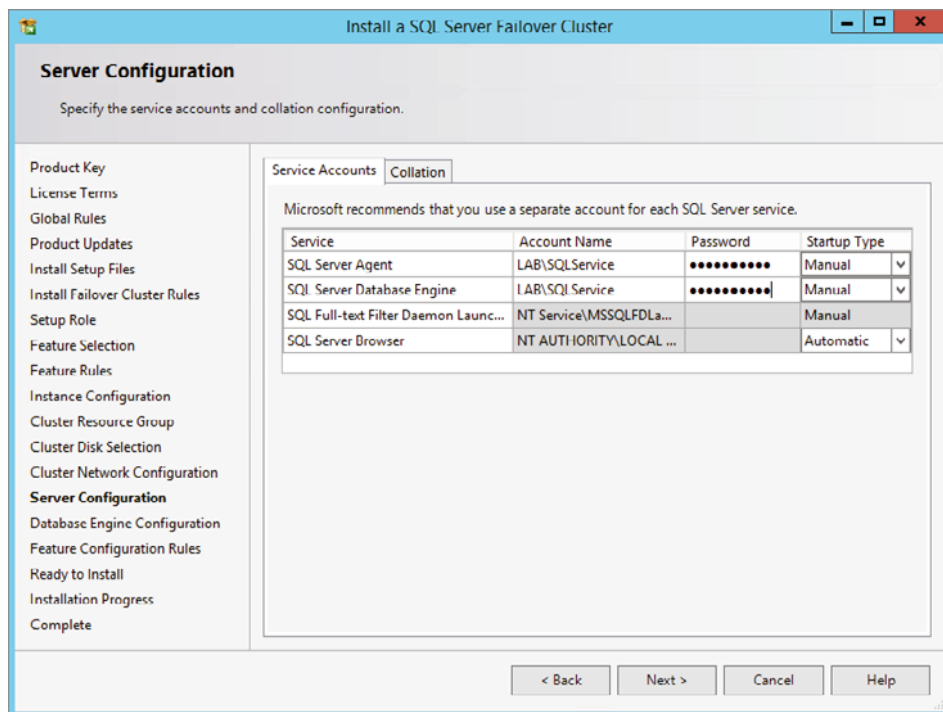 Install a SQL Server Failover Cluster
Server Configuration
Specify the service accounts and collation configuration.
Product Key
License Terms
Global Rules
Product Updates
Install Setup Files
Install Failover Cluster Rules
Setup Role
Feature Selection
Feature Rules
Instance Configuration
Cluster Resource Group
Cluster Disk Selection
Cluster Network Configuration
Server Configuration
Database Engine Configuration
Feature Configuration Rules
Ready to Install
Installation Progress
Complete
Service Accounts Collation
Microsoft recommends that you use a separate account for each SQL Server service.
Service Account Name Password Startup Type
SQL Server Agent LAB\SQLService ●●●●●●●●●● Manual
SQL Server Database Engine LAB\SQLService ●●●●●●●●●● Manual
SQL Full-text Filter Daemon Launc... NT Service\MSSQLFDLa... Manual
SQL Server Browser NT AUTHORITY\LOCAL ... Automatic
< Back Next > Cancel Help